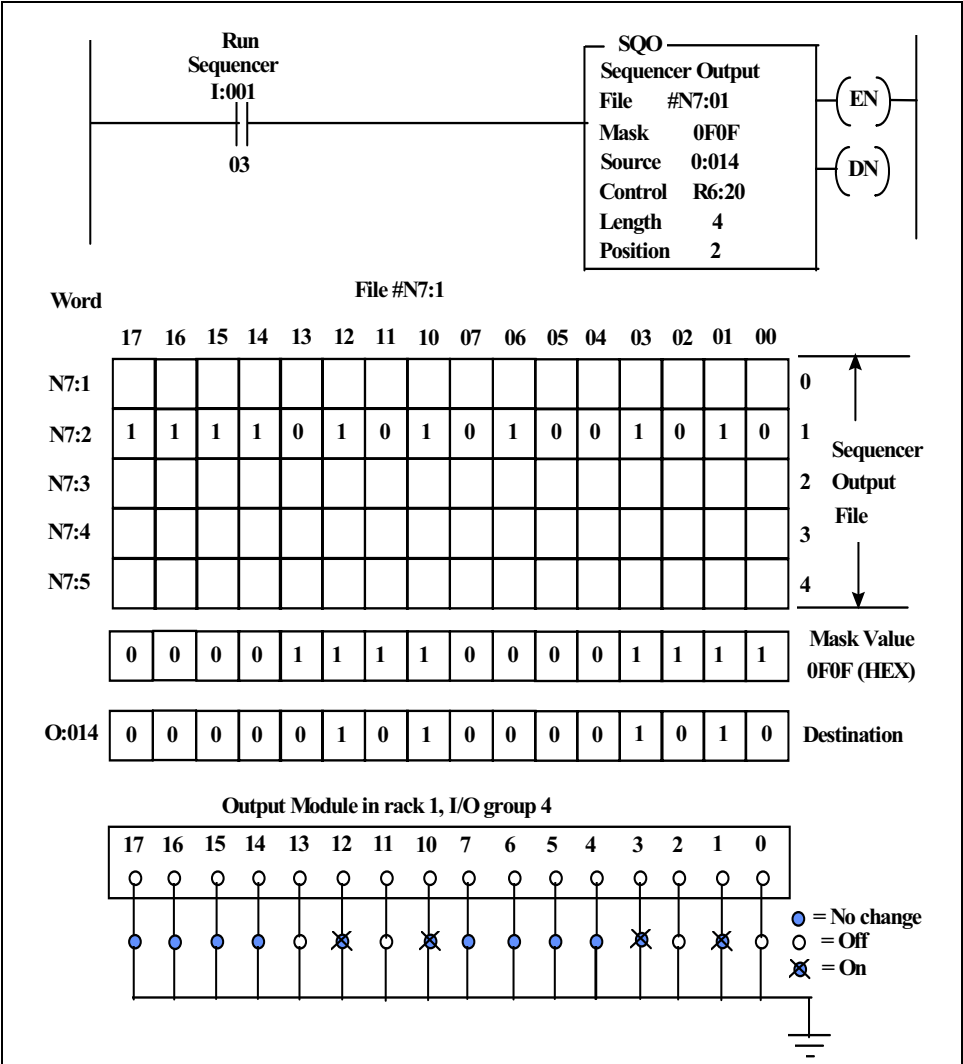 Run
Sequencer
I:001
03
SQO
Sequencer Output
File #N7:01
Mask 0F0F
Source 0:014
Control R6:20
Length 4
Position 2
EN
DN
File #N7:1
Word
17 16 15 14 13 12 11 10 07 06 05 04 03 02 01 00
N7:1 0
N7:2 1 1 1 1 0 1 0 1 0 1 0 0 1 0 1 0 1
N7:3 2
N7:4 3
N7:5 4
Sequencer
Output
File
0 0 0 0 1 1 1 1 0 0 0 0 1 1 1 1
Mask Value
0F0F (HEX)
O:014 0 0 0 0 0 1 0 1 0 0 0 0 1 0 1 0 Destination
Output Module in rack 1, I/O group 4
17 16 15 14 13 12 11 10 7 6 5 4 3 2 1 0
= No change
= Off
= On